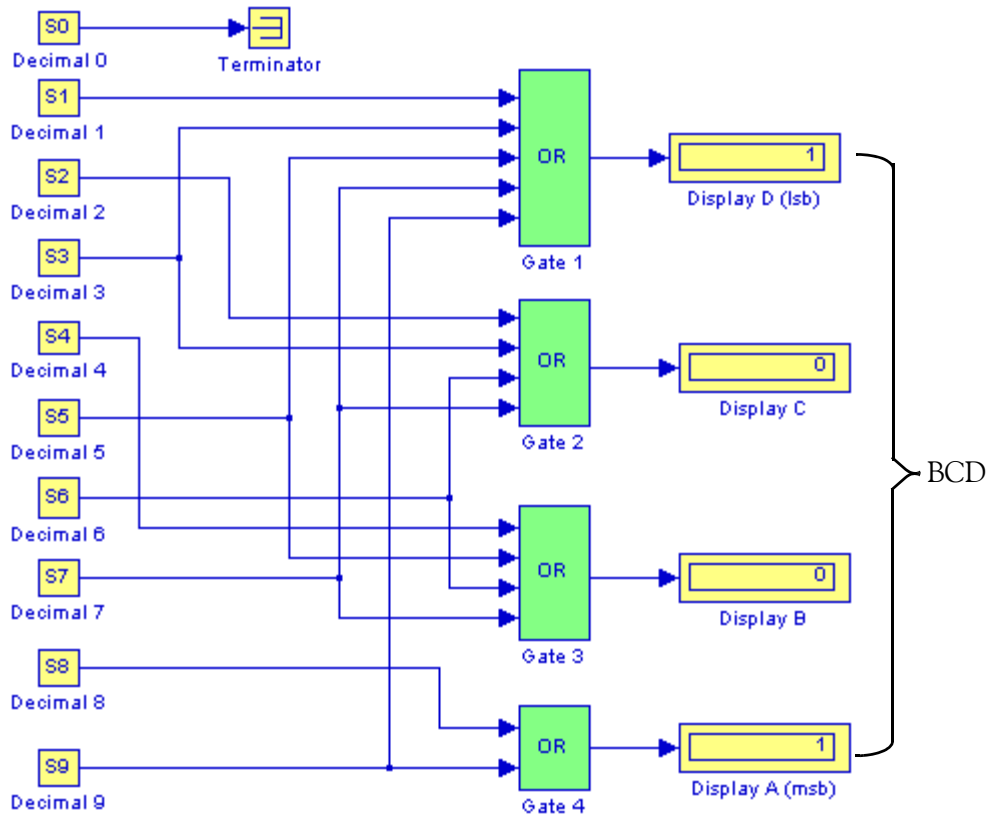 S0
Decimal 0
Terminator
S1
Decimal 1
S2
Decimal 2
S3
Decimal 3
S4
Decimal 4
S5
Decimal 5
S6
Decimal 6
S7
Decimal 7
S8
Decimal 8
S9
Decimal 9
OR
Gate 1
OR
Gate 2
OR
Gate 3
OR
Gate 4
1
Display D (lsb)
0
Display C
0
Display B
1
Display A (msb)
BCD